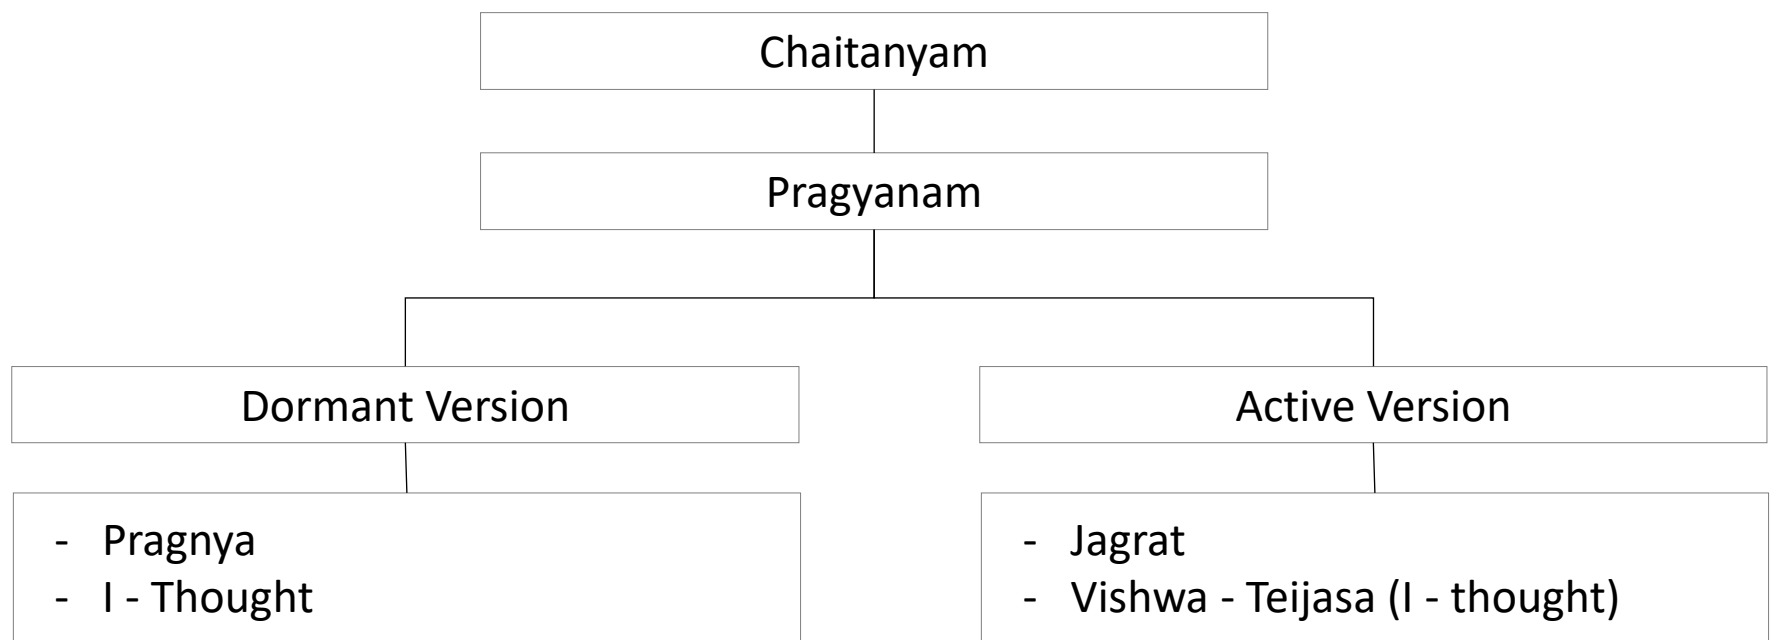 Chaitanyam
Pragyanam
Dormant Version
Active Version
- Pragnya
- I - Thought
- Jagrat
- Vishwa - Teijasa (I - thought)